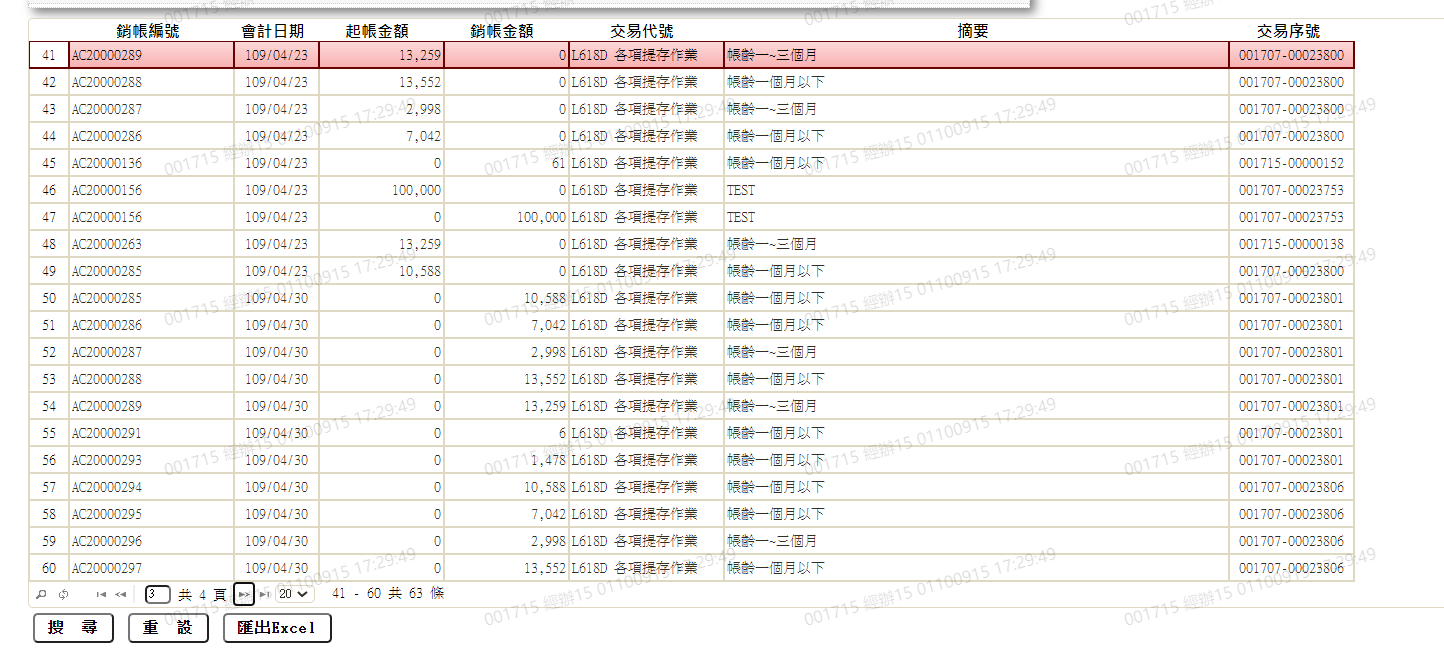 銷帳編號 會計日期 起帳金額 銷帳金額 交易代號 摘要 交易序號
41 AC20000289 109/04/23 13,259 0 L618D 各項提存作業 帳齡一~三個月 001707-00023800
42 AC20000288 109/04/23 13,552 0 L618D 各項提存作業 帳齡一個月以下 001707-00023800
43 AC20000287 109/04/23 2,998 0 L618D 各項提存作業 帳齡一~三個月 001707-00023800
44 AC20000286 109/04/23 7,042 0 L618D 各項提存作業 帳齡一個月以下 001707-00023800
45 AC20000136 109/04/23 0 61 L618D 各項提存作業 帳齡一個月以下 001715-00000152
46 AC20000156 109/04/23 100,000 0 L618D 各項提存作業 TEST 001707-00023753
47 AC20000156 109/04/23 0 100,000 L618D 各項提存作業 TEST 001707-00023753
48 AC20000263 109/04/23 13,259 0 L618D 各項提存作業 帳齡一~三個月 001715-00000138
49 AC20000285 109/04/23 10,588 0 L618D 各項提存作業 帳齡一個月以下 001707-00023800
50 AC20000285 109/04/30 0 10,588 L618D 各項提存作業 帳齡一個月以下 001707-00023801
51 AC20000286 109/04/30 0 7,042 L618D 各項提存作業 帳齡一個月以下 001707-00023801
52 AC20000287 109/04/30 0 2,998 L618D 各項提存作業 帳齡一~三個月 001707-00023801
53 AC20000288 109/04/30 0 13,552 L618D 各項提存作業 帳齡一個月以下 001707-00023801
54 AC20000289 109/04/30 0 13,259 L618D 各項提存作業 帳齡一~三個月 001707-00023801
55 AC20000291 109/04/30 0 6 L618D 各項提存作業 帳齡一個月以下 001707-00023801
56 AC20000293 109/04/30 0 1,478 L618D 各項提存作業 帳齡一個月以下 001707-00023801
57 AC20000294 109/04/30 0 10,588 L618D 各項提存作業 帳齡一個月以下 001707-00023806
58 AC20000295 109/04/30 0 7,042 L618D 各項提存作業 帳齡一個月以下 001707-00023806
59 AC20000296 109/04/30 0 2,998 L618D 各項提存作業 帳齡一~三個月 001707-00023806
60 AC20000297 109/04/30 0 13,552 L618D 各項提存作業 帳齡一個月以下 001707-00023806
3 共 4 頁 20 41 - 60 共 63 條
搜 尋 重 設 匯出Excel
001715 經辦15 01100915 17:29:49